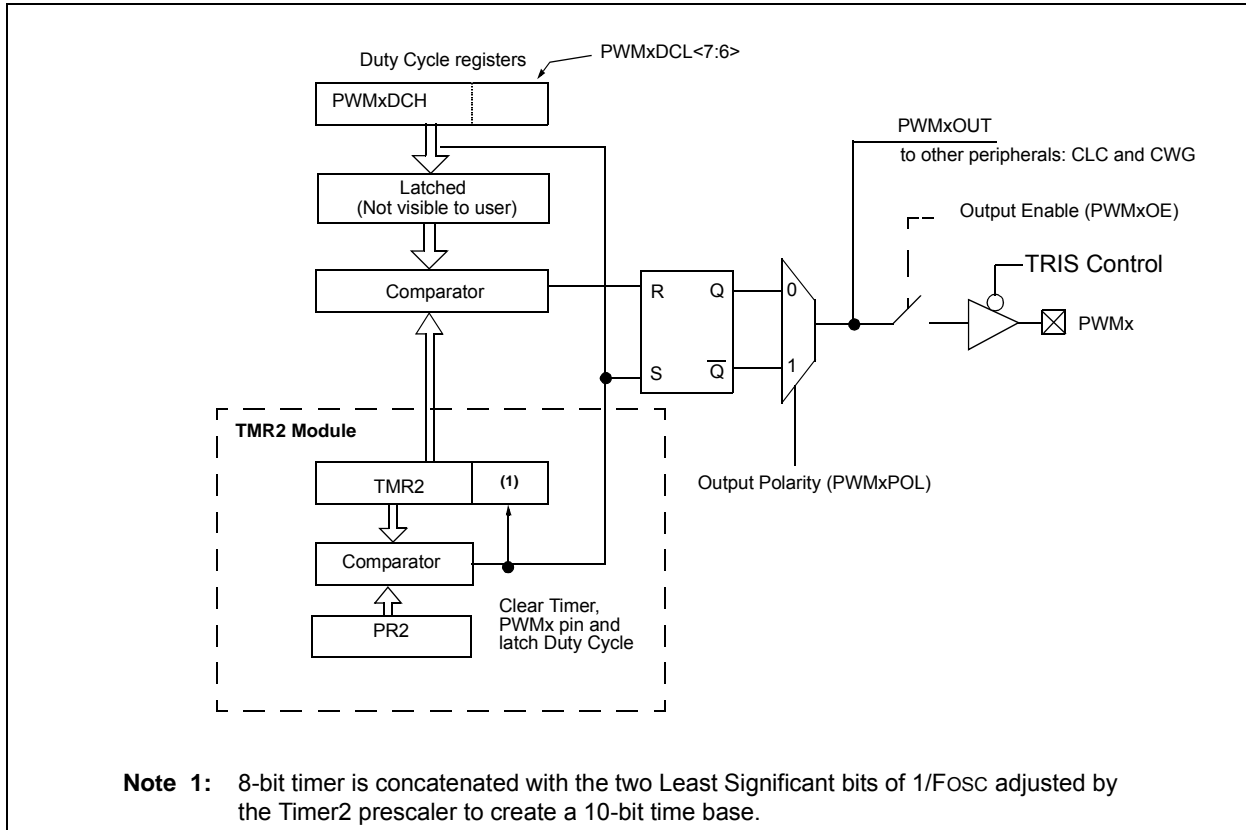 Duty Cycle registers
PWMxDCL<7:6>
PWMxDCH
PWMxOUT
to other peripherals: CLC and CWG
Latched
(Not visible to user)
Output Enable (PWMxOE)
TRIS Control
Comparator
R
Q
0
PWMx
S
Q̅
1
TMR2 Module
TMR2
(1)
Output Polarity (PWMxPOL)
Comparator
Clear Timer,
PWMx pin and
latch Duty Cycle
PR2
Note 1: 8-bit timer is concatenated with the two Least Significant bits of 1/FOSC adjusted by
the Timer2 prescaler to create a 10-bit time base.